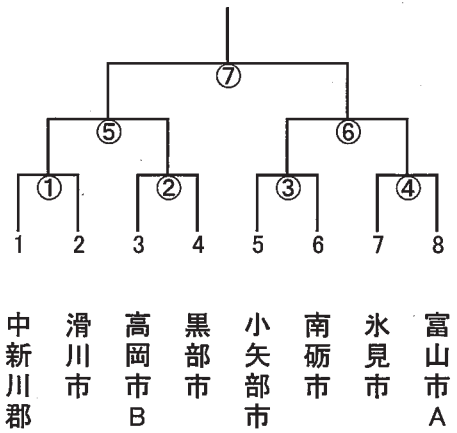 ⑦
⑤ ⑥
① ② ③ ④
1 2 3 4 5 6 7 8
中新川郡
滑川市
高岡市B
黒部市
小矢部市
南砺市
氷見市
富山市A